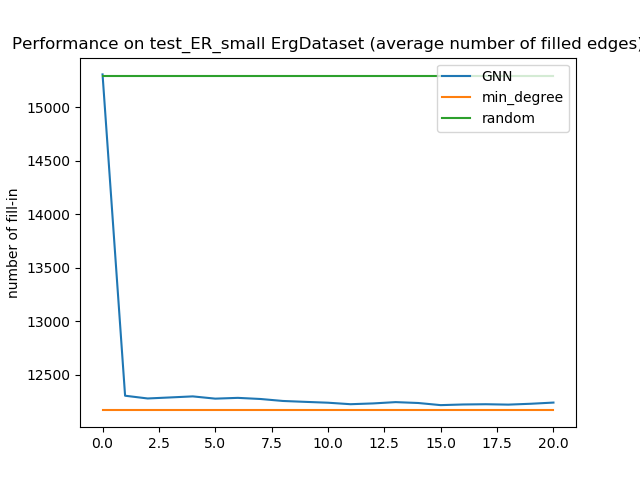 Performance on test_ER_small ErgDataset (average number of filled edges)
GNN
min_degree
random
number of fill-in
15000
14500
14000
13500
13000
12500
0.0 2.5 5.0 7.5 10.0 12.5 15.0 17.5 20.0